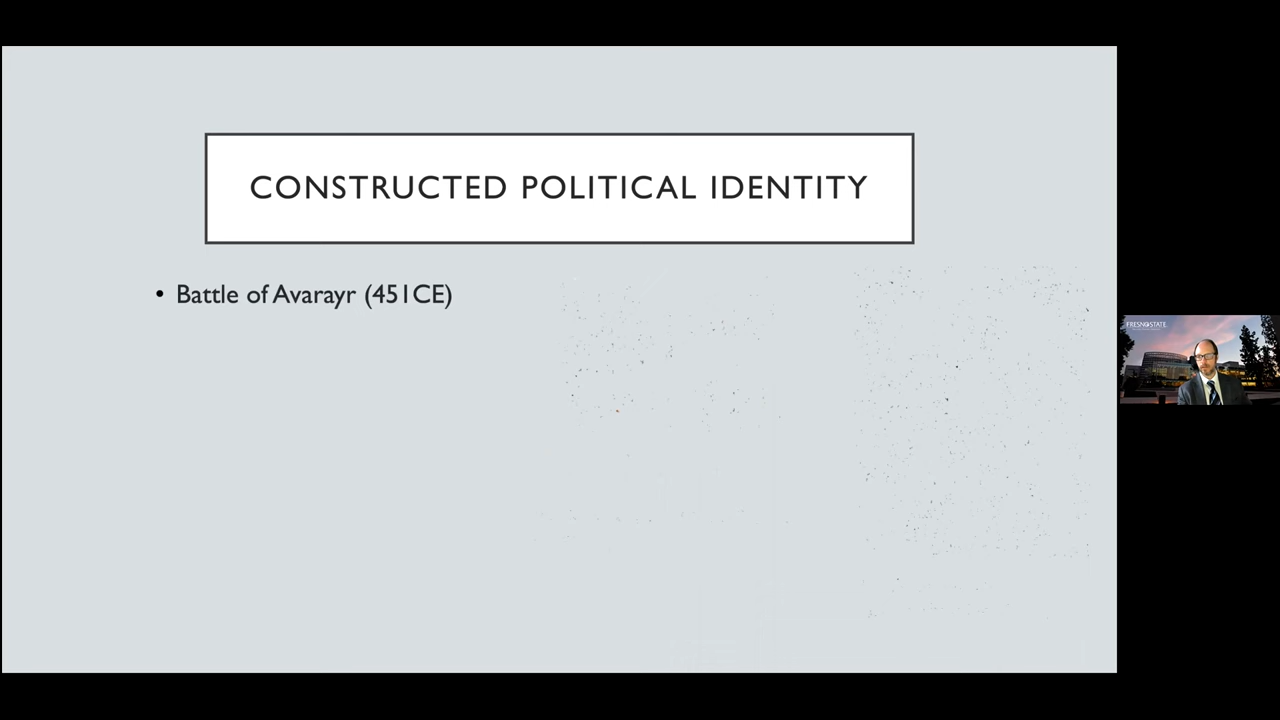 CONSTRUCTED POLITICAL IDENTITY
• Battle of Avarayr (451CE)
FRESNO STATE